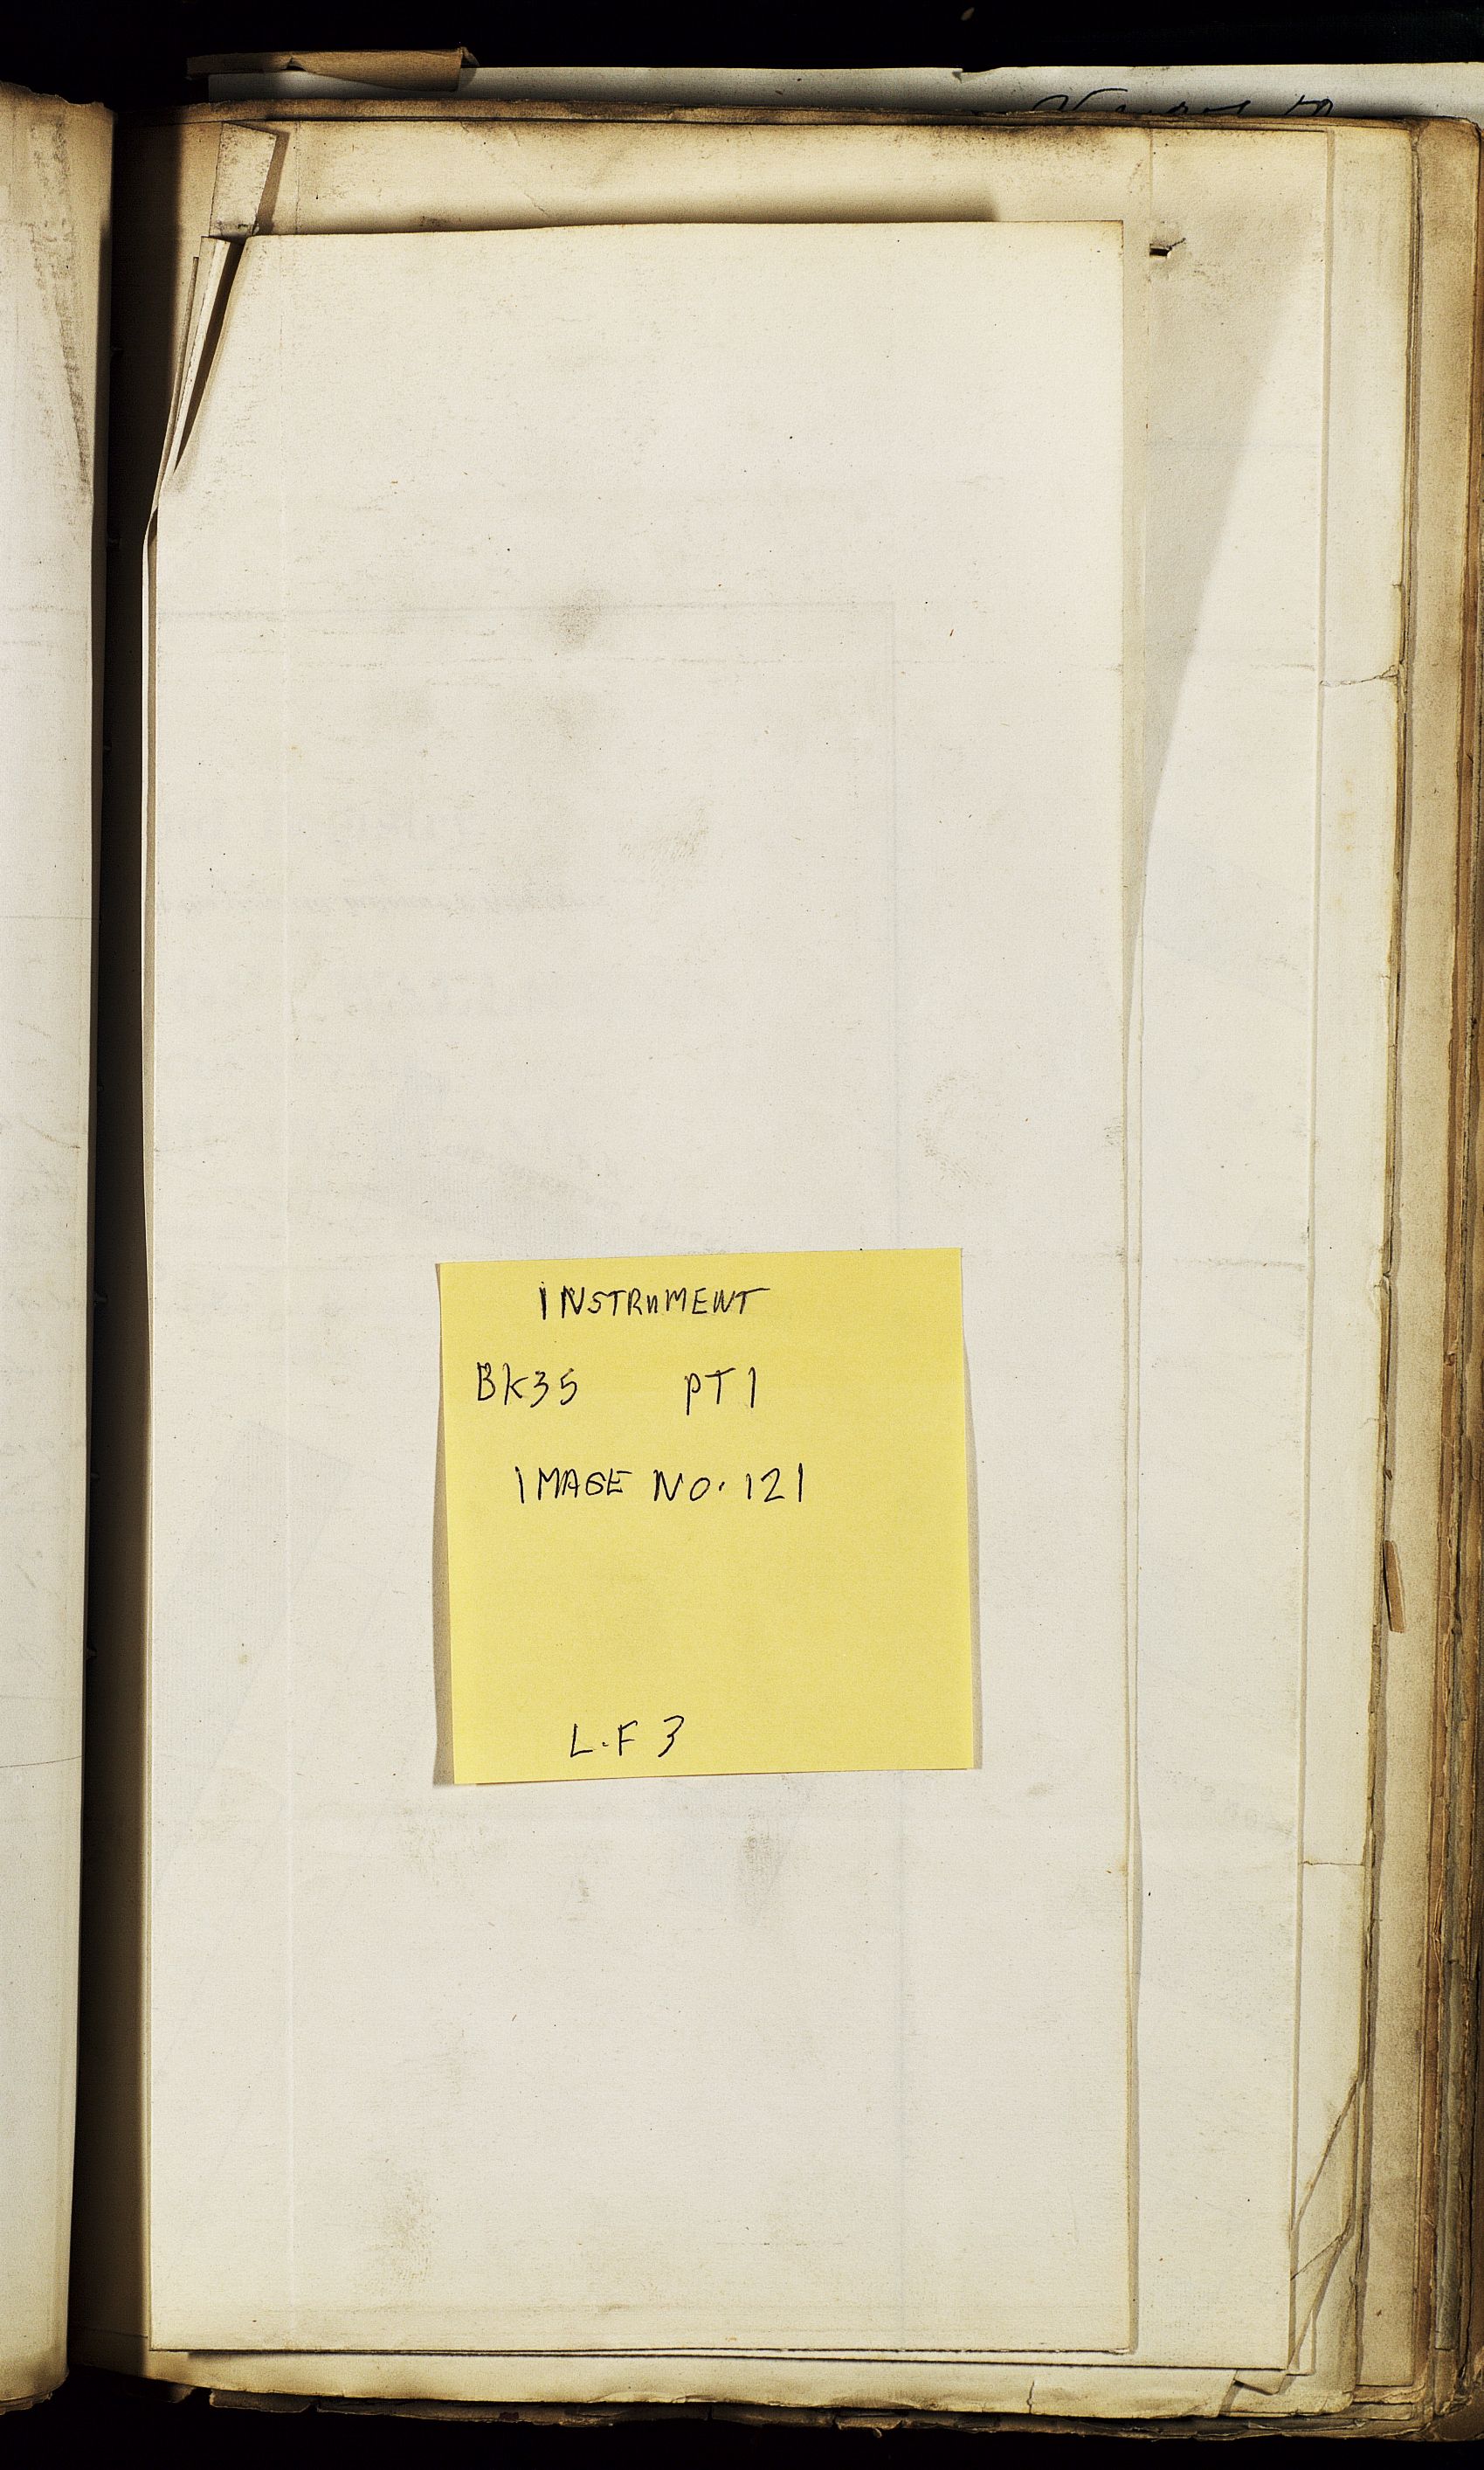 INSTRUMENT
BK35 PT1
IMAGE NO. 121
L.F 3